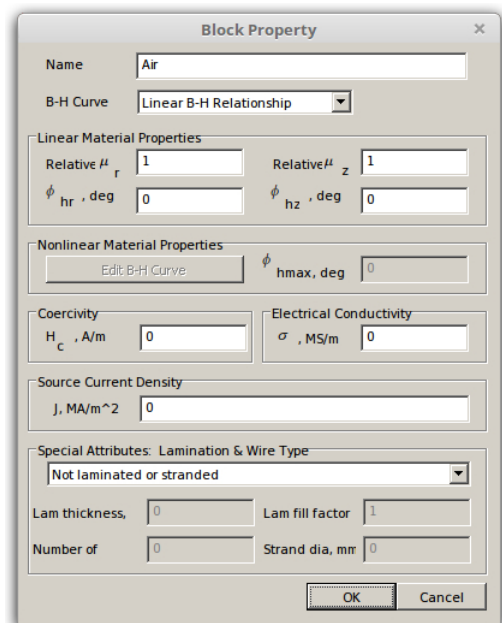 Block Property
Name Air
B-H Curve Linear B-H Relationship
Linear Material Properties
Relative μ r 1 Relative μ z 1
ϕ hr , deg 0 ϕ hz , deg 0
Nonlinear Material Properties
Edit B-H Curve ϕ hmax, deg 0
Coercivity Electrical Conductivity
H c , A/m 0 σ , MS/m 0
Source Current Density
J, MA/m^2 0
Special Attributes: Lamination & Wire Type
Not laminated or stranded
Lam thickness, 0 Lam fill factor 1
Number of 0 Strand dia, mm 0
OK Cancel